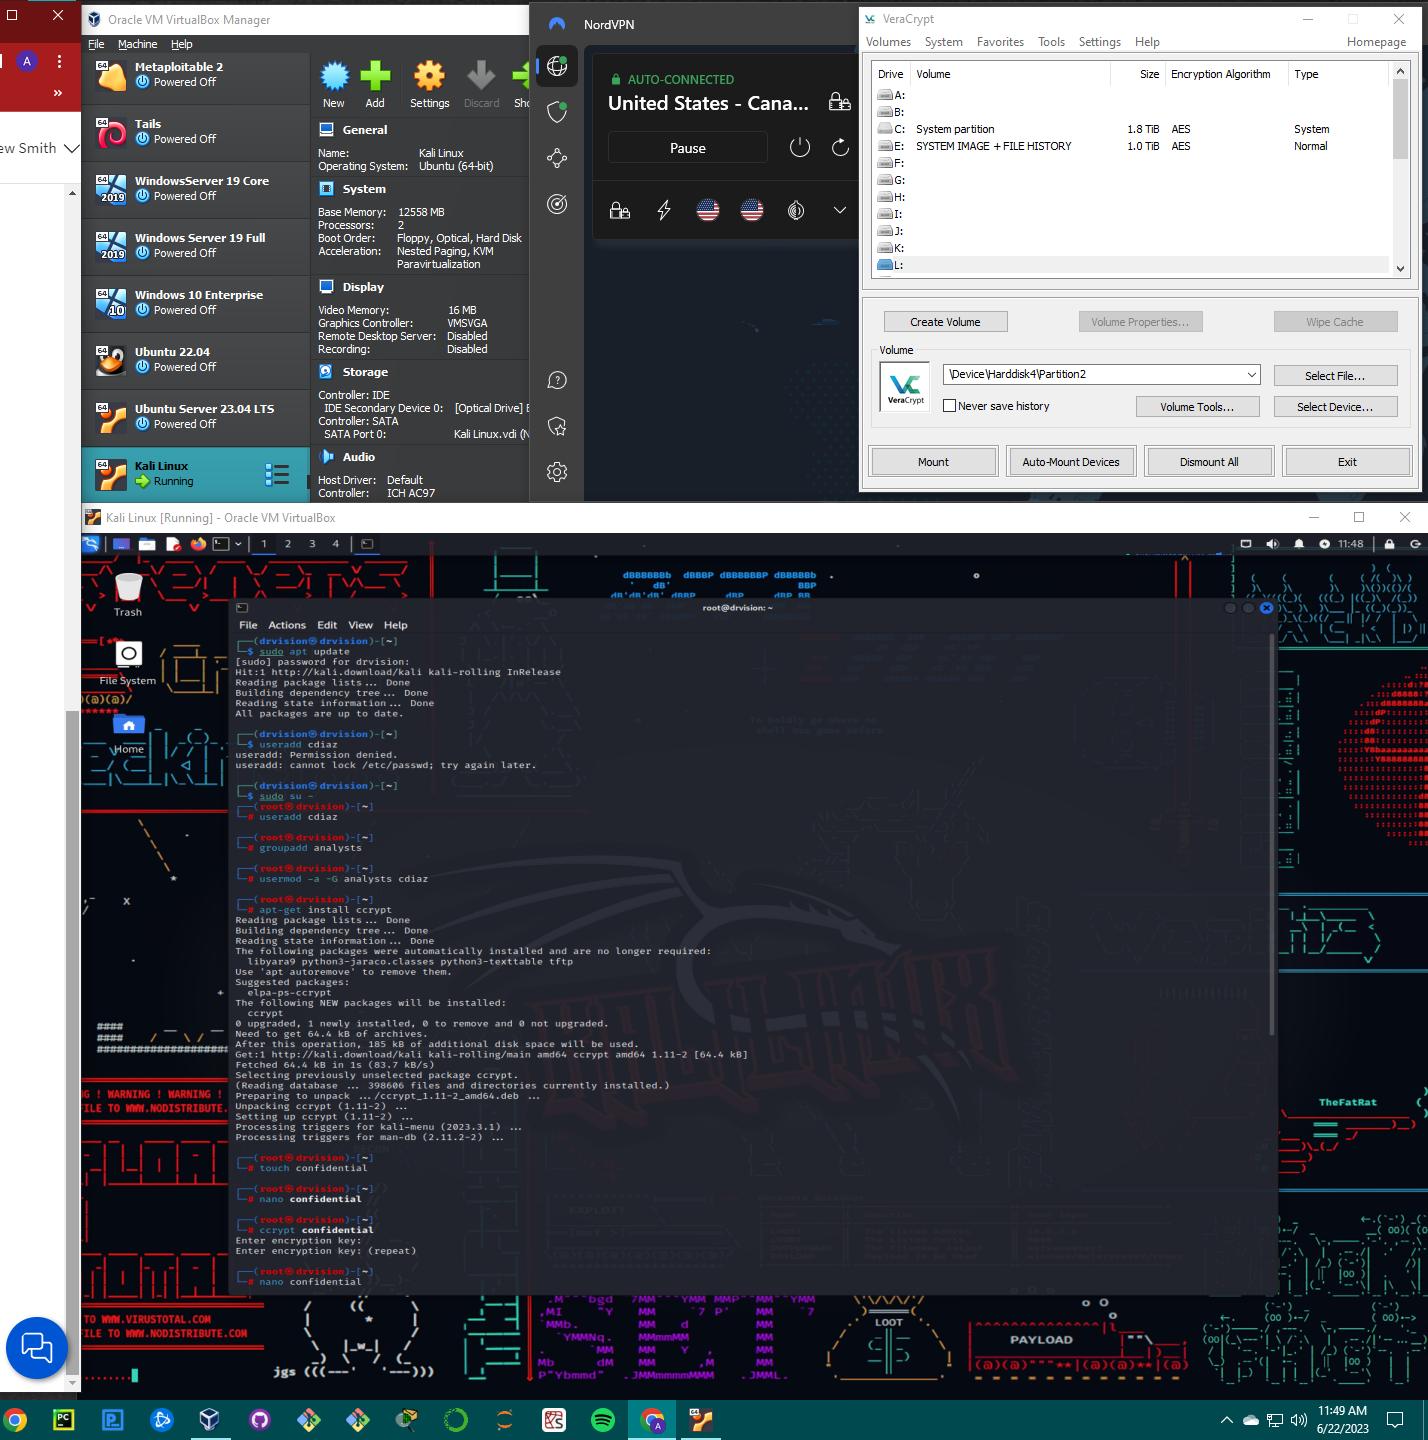 A
ew Smith
Oracle VM VirtualBox Manager
File Machine Help
Metaploitable 2
Powered Off
Tails
Powered Off
WindowsServer 19 Core
Powered Off
Windows Server 19 Full
Powered Off
Windows 10 Enterprise
Powered Off
Ubuntu 22.04
Powered Off
Ubuntu Server 23.04 LTS
Powered Off
Kali Linux
Running
New Add Settings Discard Sho
General
Name: Kali Linux
Operating System: Ubuntu (64-bit)
System
Base Memory: 12558 MB
Processors: 2
Boot Order: Floppy, Optical, Hard Disk
Acceleration: Nested Paging, KVM
Paravirtualization
Display
Video Memory: 16 MB
Graphics Controller: VMSVGA
Remote Desktop Server: Disabled
Recording: Disabled
Storage
Controller: IDE
IDE Secondary Device 0: [Optical Drive] E
Controller: SATA
SATA Port 0: Kali Linux.vdi (N
Audio
Host Driver: Default
Controller: ICH AC97
NordVPN
AUTO-CONNECTED
United States - Cana...
Pause
VeraCrypt
Volumes System Favorites Tools Settings Help Homepage
Drive Volume Size Encryption Algorithm Type
A:
B:
C: System partition 1.8 TiB AES System
E: SYSTEM IMAGE + FILE HISTORY 1.0 TiB AES Normal
F:
G:
H:
I:
J:
K:
L:
Create Volume Volume Properties... Wipe Cache
Volume
VeraCrypt
\Device\Harddisk4\Partition2
Select File...
Never save history
Volume Tools... Select Device...
Mount Auto-Mount Devices Dismount All Exit
Kali Linux [Running] - Oracle VM VirtualBox
1 2 3 4 11:48
Trash
File System
Home
root@drvision: ~
File Actions Edit View Help
┌──(drvision㉿drvision)-[~]
└─$ sudo apt update
[sudo] password for drvision:
Hit:1 http://kali.download/kali kali-rolling InRelease
Reading package lists... Done
Building dependency tree... Done
Reading state information... Done
All packages are up to date.
┌──(drvision㉿drvision)-[~]
└─$ useradd cdiaz
useradd: Permission denied.
useradd: cannot lock /etc/passwd; try again later.
┌──(drvision㉿drvision)-[~]
└─$ sudo su -
┌──(root㉿drvision)-[~]
└─# useradd cdiaz
┌──(root㉿drvision)-[~]
└─# groupadd analysts
┌──(root㉿drvision)-[~]
└─# usermod -a -G analysts cdiaz
┌──(root㉿drvision)-[~]
└─# apt-get install ccrypt
Reading package lists... Done
Building dependency tree... Done
Reading state information... Done
The following packages were automatically installed and are no longer required:
libyara9 python3-jaraco.classes python3-texttable tftp
Use 'apt autoremove' to remove them.
Suggested packages:
elpa-ps-ccrypt
The following NEW packages will be installed:
ccrypt
0 upgraded, 1 newly installed, 0 to remove and 0 not upgraded.
Need to get 64.4 kB of archives.
After this operation, 185 kB of additional disk space will be used.
Get:1 http://kali.download/kali kali-rolling/main amd64 ccrypt amd64 1.11-2 [64.4 kB]
Fetched 64.4 kB in 1s (83.7 kB/s)
Selecting previously unselected package ccrypt.
(Reading database ... 398606 files and directories currently installed.)
Preparing to unpack .../ccrypt_1.11-2_amd64.deb ...
Unpacking ccrypt (1.11-2) ...
Setting up ccrypt (1.11-2) ...
Processing triggers for kali-menu (2023.3.1) ...
Processing triggers for man-db (2.11.2-2) ...
┌──(root㉿drvision)-[~]
└─# touch confidential
┌──(root㉿drvision)-[~]
└─# nano confidential
┌──(root㉿drvision)-[~]
└─# ccrypt confidential
Enter encryption key:
Enter encryption key: (repeat)
┌──(root㉿drvision)-[~]
└─# nano confidential
G ! WARNING ! WARNING ! WARNING !
FILE TO WWW.NODISTRIBUTE.
TO WWW.VIRUSTOTAL.COM
FILE TO WWW.NODISTRIBUTE.COM
TheFatRat
LOOT
PAYLOAD
jgs
11:49 AM
6/22/2023